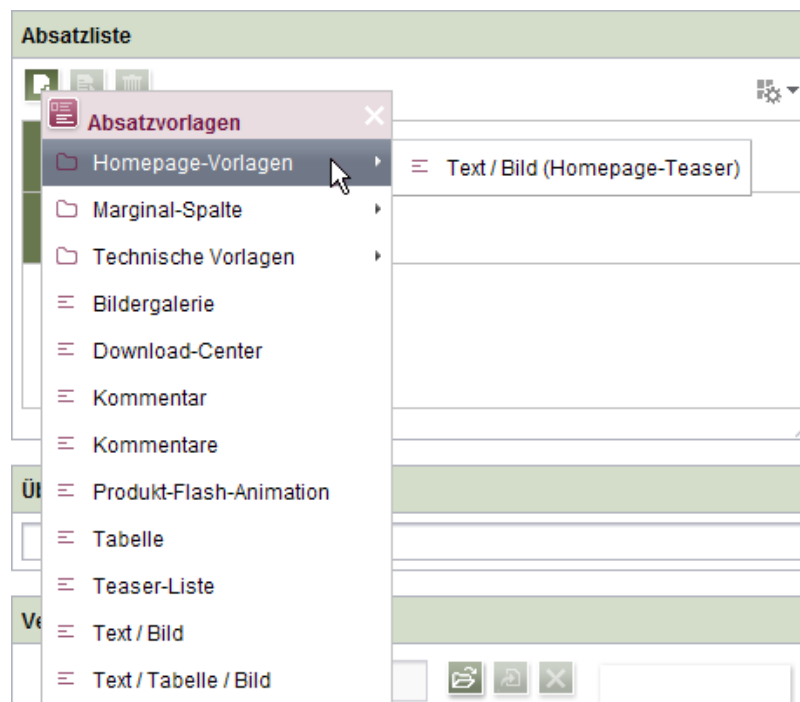 Absatzliste
Absatzvorlagen
Homepage-Vorlagen
Text / Bild (Homepage-Teaser)
Marginal-Spalte
Technische Vorlagen
Bildergalerie
Download-Center
Kommentar
Kommentare
Produkt-Flash-Animation
Tabelle
Teaser-Liste
Text / Bild
Text / Tabelle / Bild